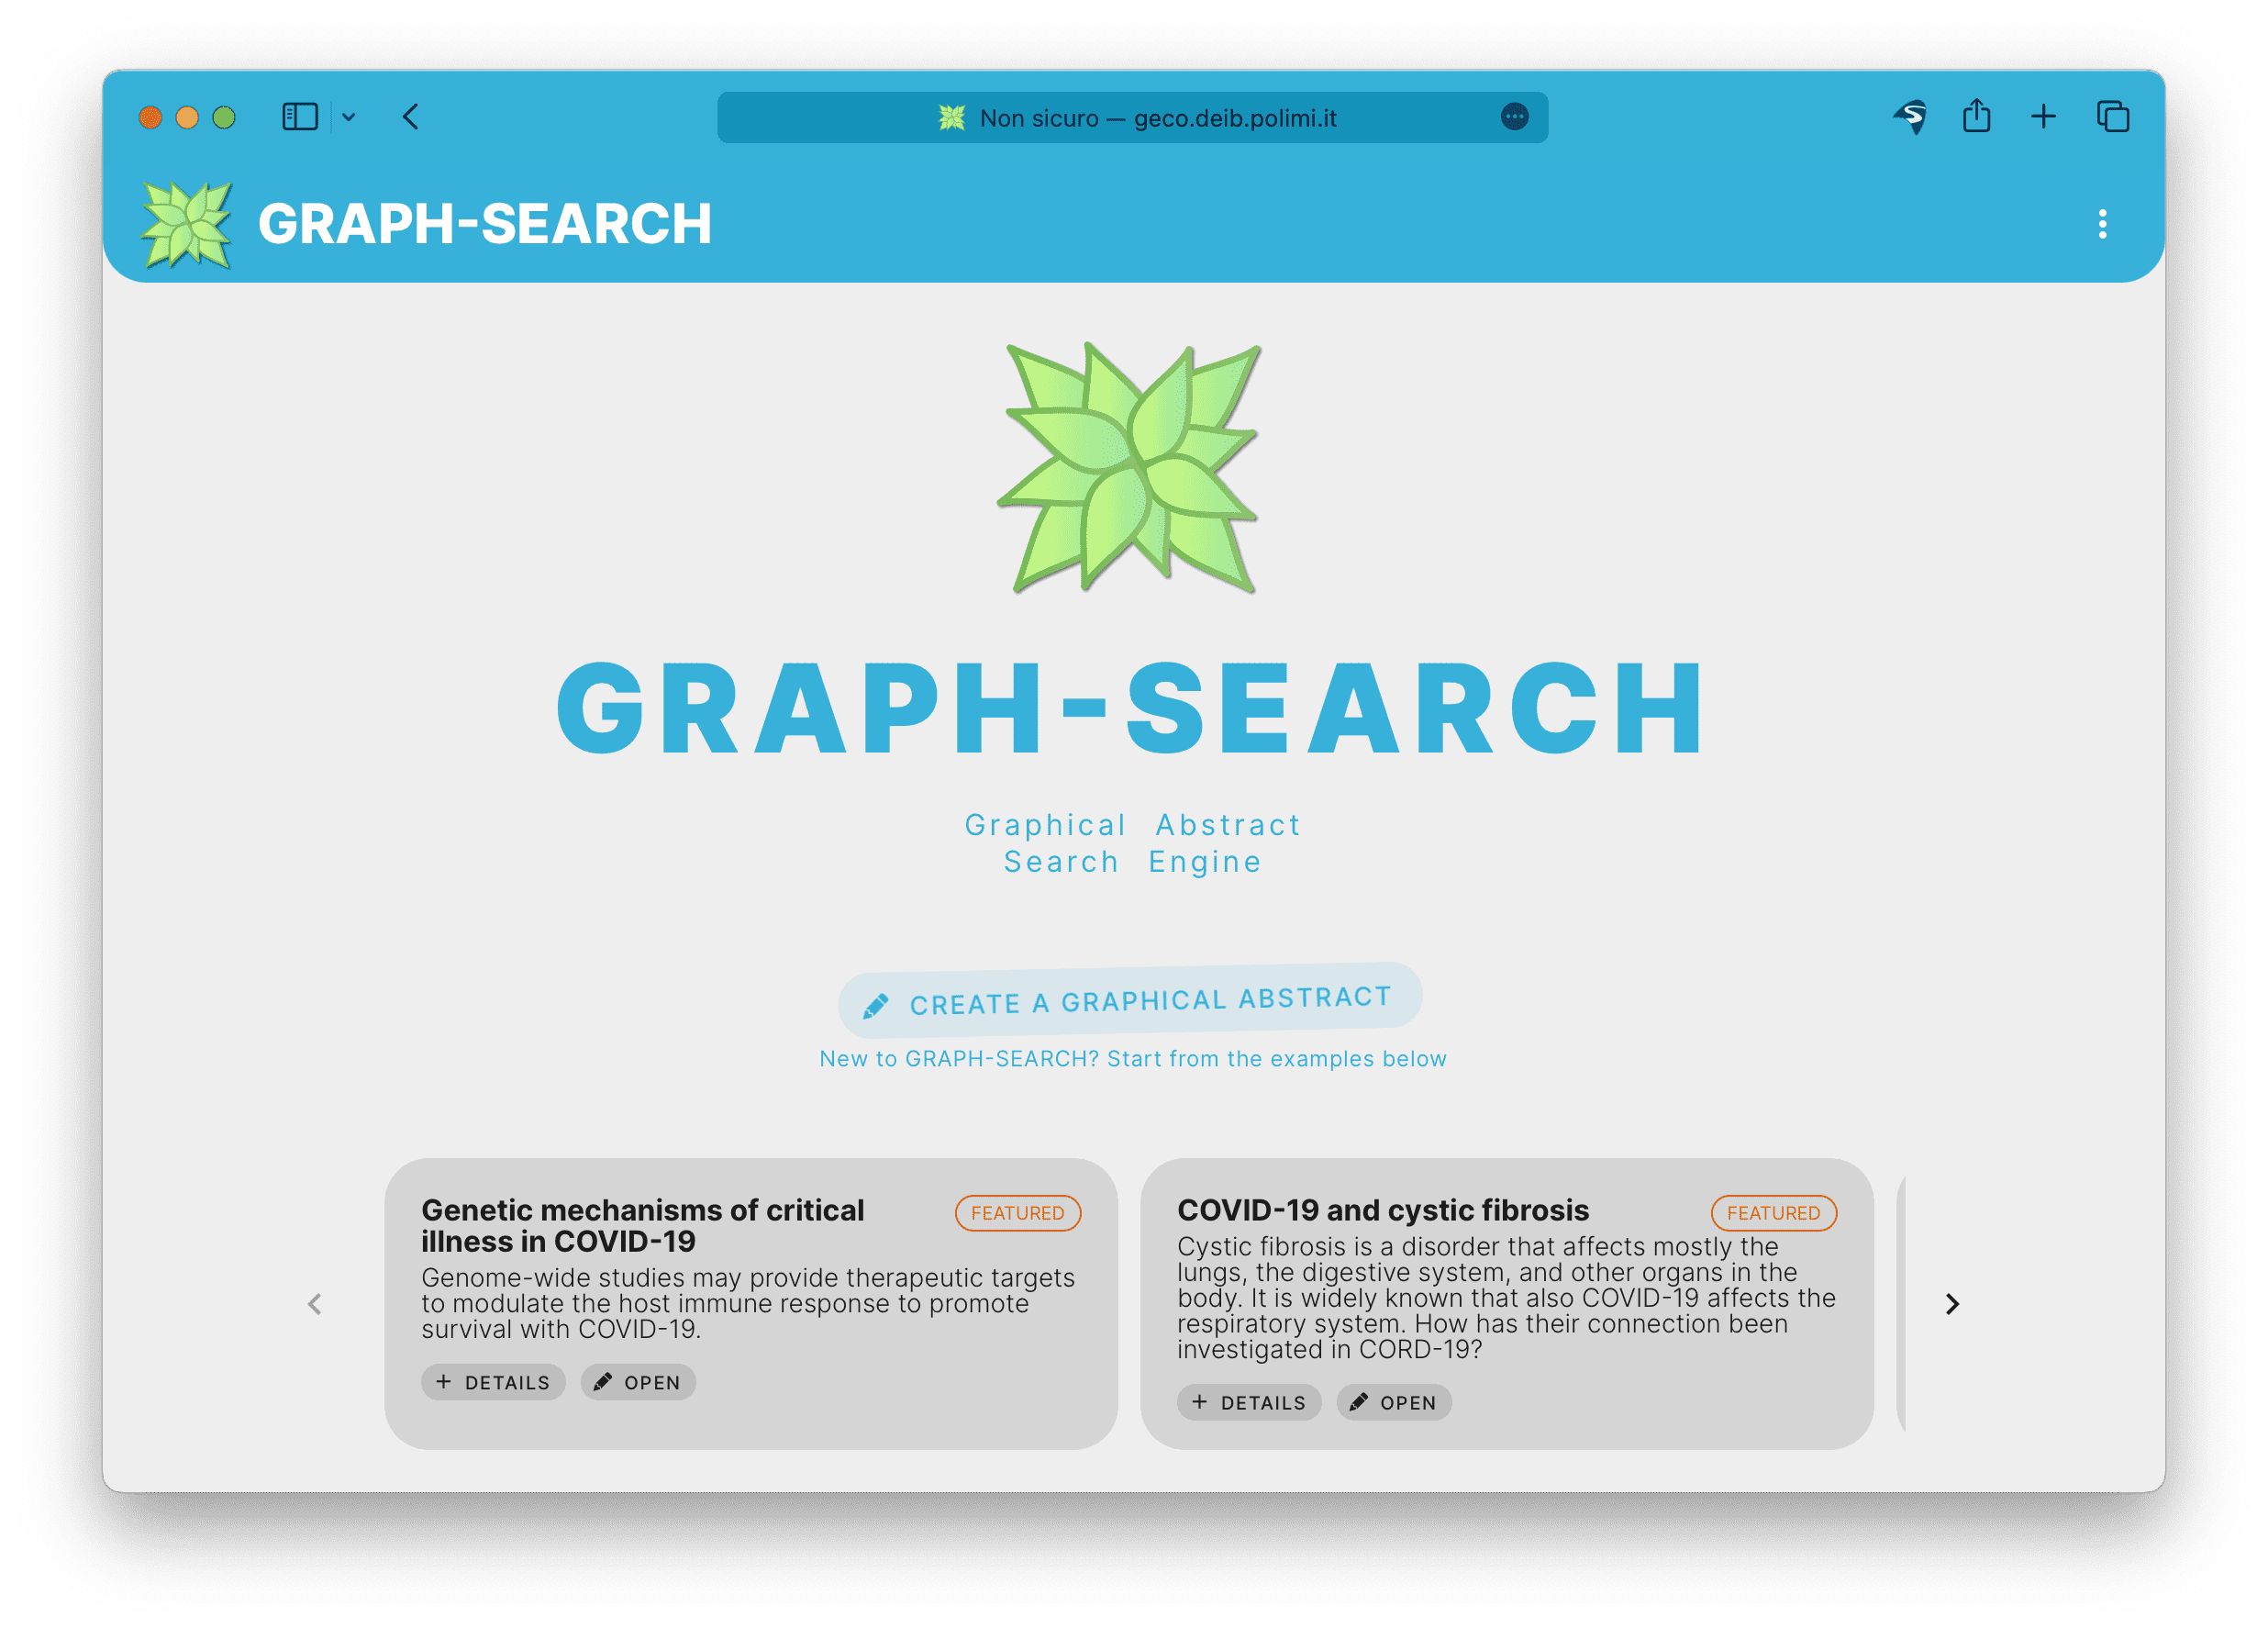 Non sicuro — geco.deib.polimi.it
GRAPH-SEARCH
GRAPH-SEARCH
Graphical Abstract
Search Engine
CREATE A GRAPHICAL ABSTRACT
New to GRAPH-SEARCH? Start from the examples below
Genetic mechanisms of critical
illness in COVID-19
FEATURED
Genome-wide studies may provide therapeutic targets
to modulate the host immune response to promote
survival with COVID-19.
+ DETAILS
OPEN
COVID-19 and cystic fibrosis
FEATURED
Cystic fibrosis is a disorder that affects mostly the
lungs, the digestive system, and other organs in the
body. It is widely known that also COVID-19 affects the
respiratory system. How has their connection been
investigated in CORD-19?
+ DETAILS
OPEN